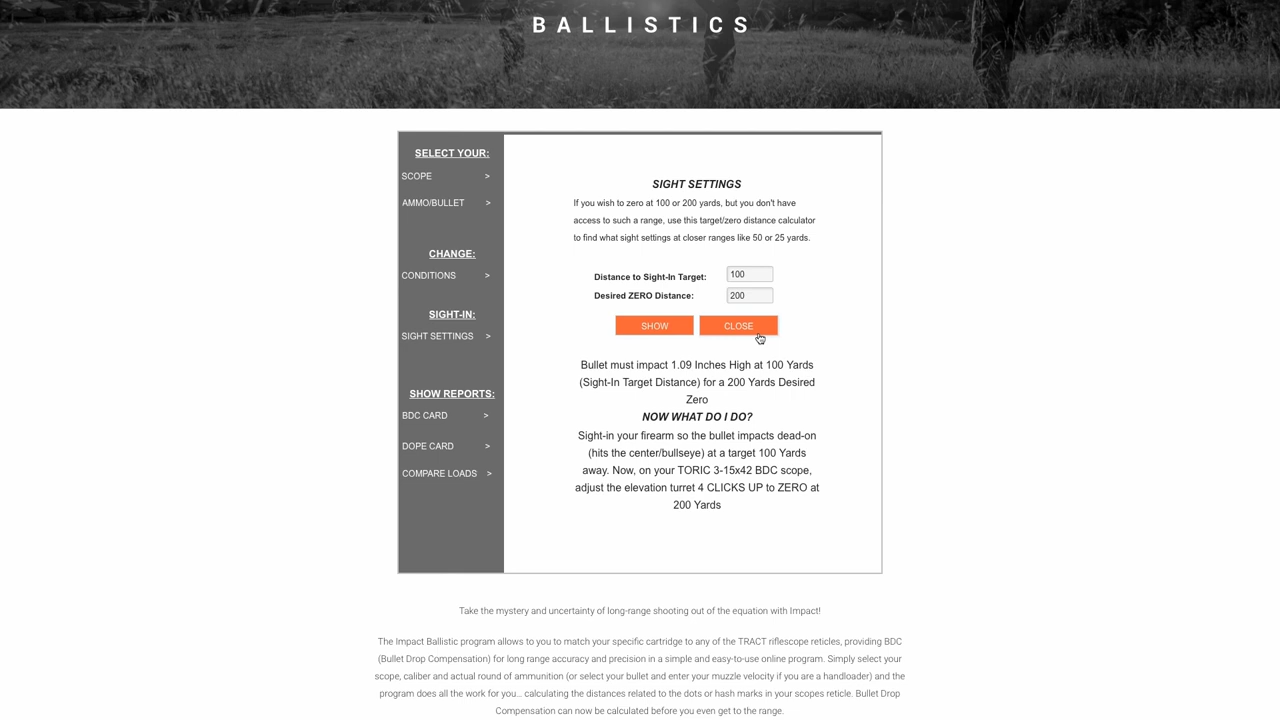 BALLISTICS
SELECT YOUR:
SCOPE >
AMMO/BULLET >
CHANGE:
CONDITIONS >
SIGHT-IN:
SIGHT SETTINGS >
SHOW REPORTS:
BDC CARD >
DOPE CARD >
COMPARE LOADS >
SIGHT SETTINGS
If you wish to zero at 100 or 200 yards, but you don't have
access to such a range, use this target/zero distance calculator
to find what sight settings at closer ranges like 50 or 25 yards.
Distance to Sight-In Target: 100
Desired ZERO Distance: 200
SHOW CLOSE
Bullet must impact 1.09 Inches High at 100 Yards
(Sight-In Target Distance) for a 200 Yards Desired
Zero
NOW WHAT DO I DO?
Sight-in your firearm so the bullet impacts dead-on
(hits the center/bullseye) at a target 100 Yards
away. Now, on your TORIC 3-15x42 BDC scope,
adjust the elevation turret 4 CLICKS UP to ZERO at
200 Yards
Take the mystery and uncertainty of long-range shooting out of the equation with Impact!
The Impact Ballistic program allows to you to match your specific cartridge to any of the TRACT riflescope reticles, providing BDC
(Bullet Drop Compensation) for long range accuracy and precision in a simple and easy-to-use online program. Simply select your
scope, caliber and actual round of ammunition (or select your bullet and enter your muzzle velocity if you are a handloader) and the
program does all the work for you… calculating the distances related to the dots or hash marks in your scopes reticle. Bullet Drop
Compensation can now be calculated before you even get to the range.